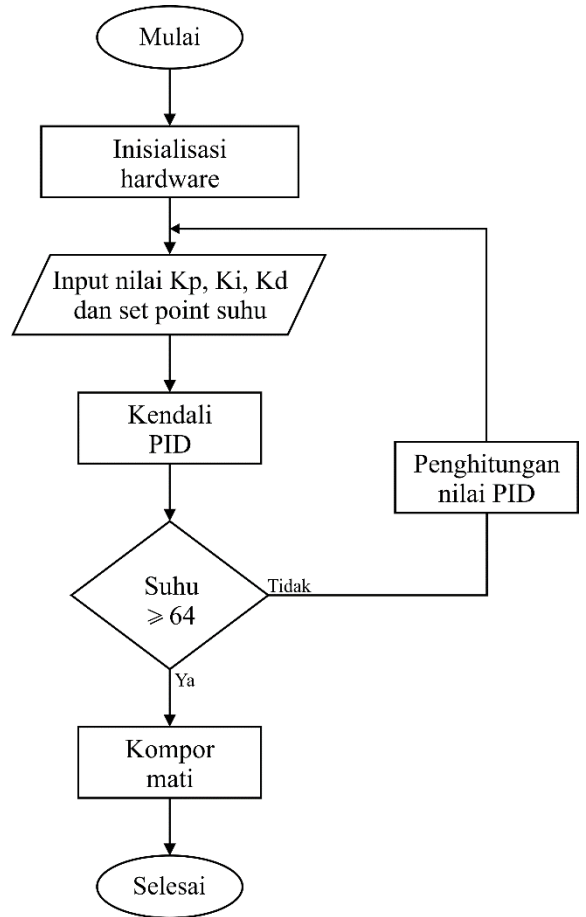 Mulai
Inisialisasi
hardware
Input nilai Kp, Ki, Kd
dan set point suhu
Kendali
PID
Penghitungan
nilai PID
Suhu
⩾ 64
Tidak
Ya
Kompor
mati
Selesai